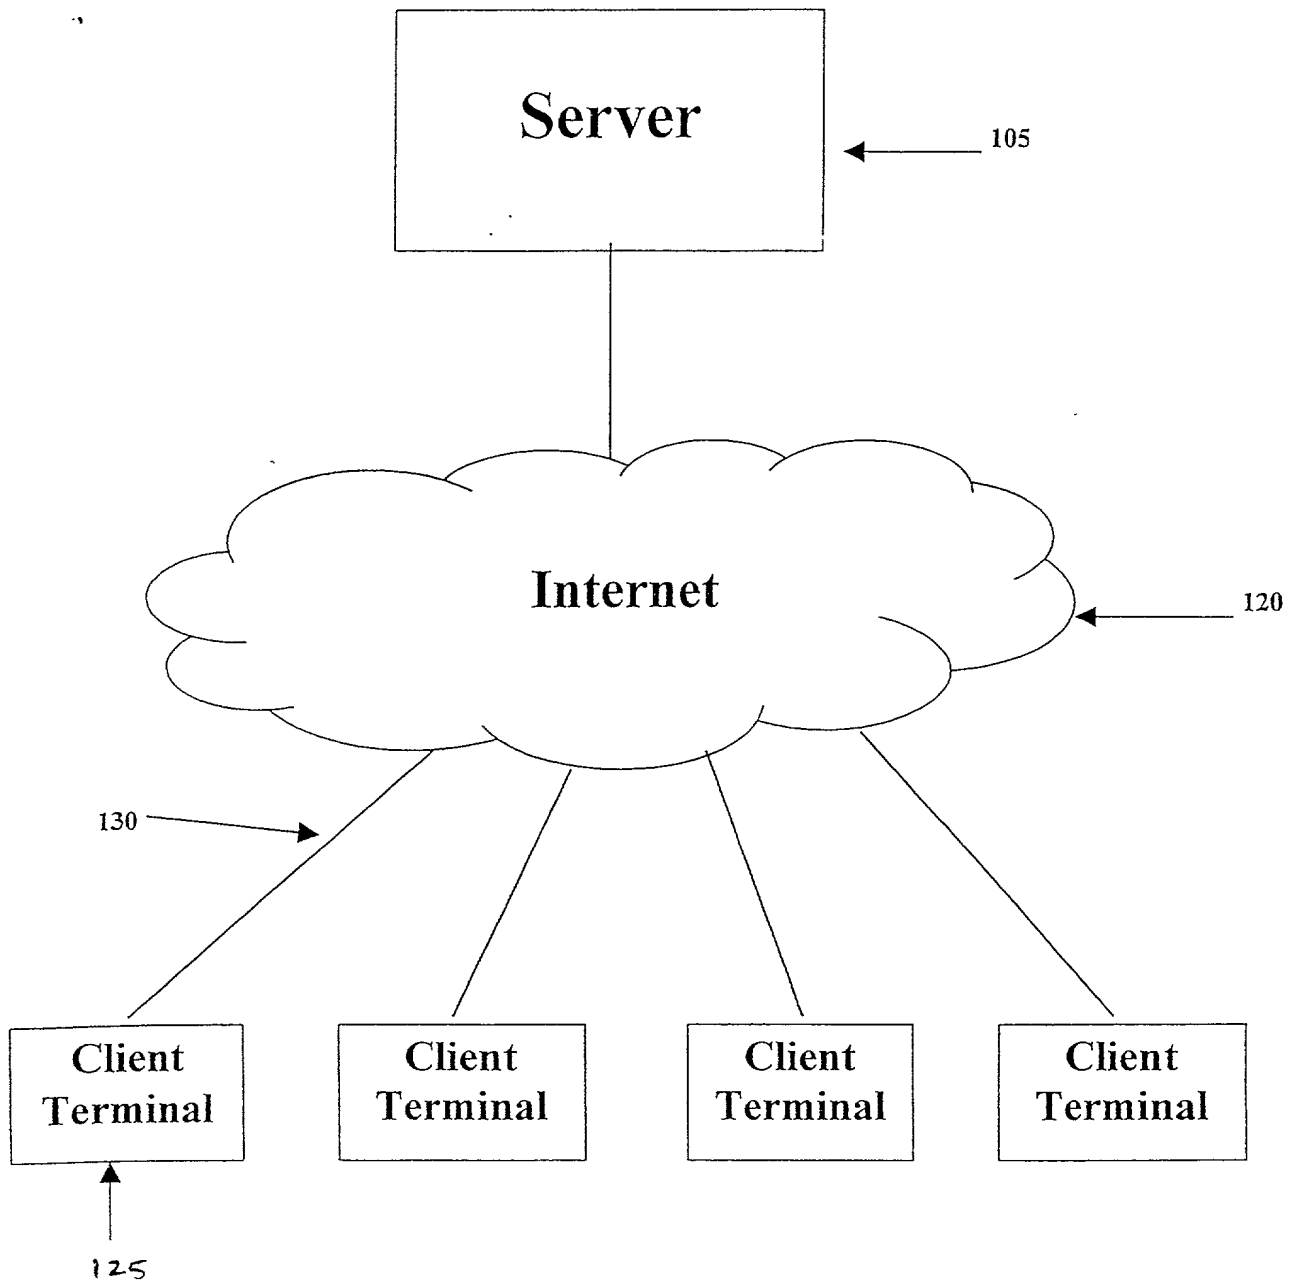 Server
105
Internet
120
130
Client
Terminal
Client
Terminal
Client
Terminal
Client
Terminal
125